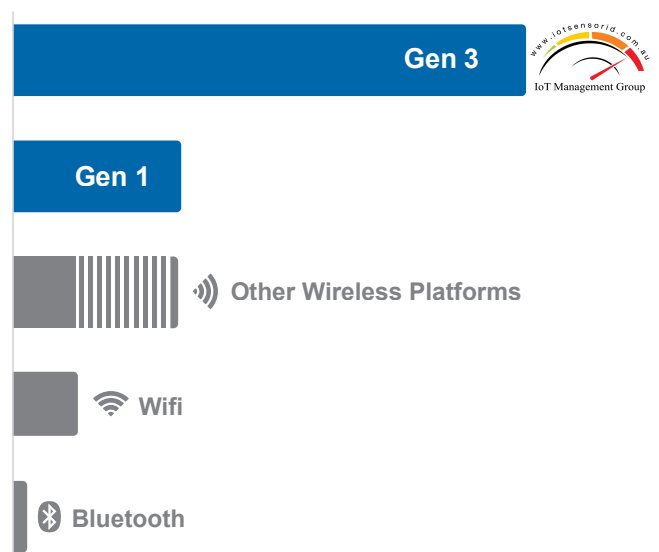 Gen 3
www.iotsensorid.com.au
IoT Management Group
Gen 1
Other Wireless Platforms
Wifi
Bluetooth